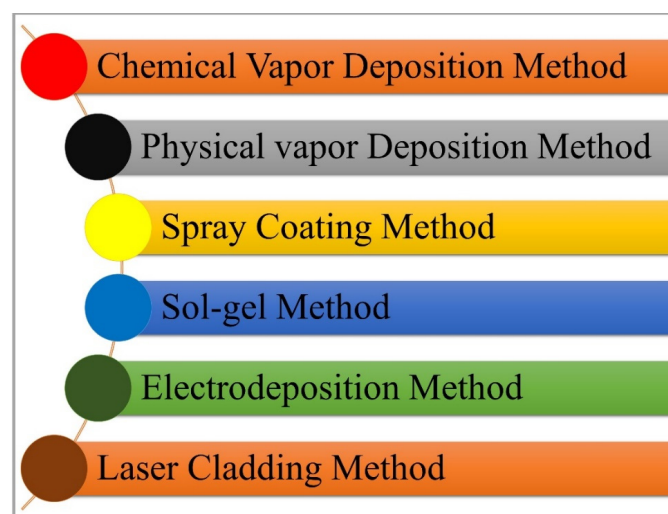 Chemical Vapor Deposition Method
Physical vapor Deposition Method
Spray Coating Method
Sol-gel Method
Electrodeposition Method
Laser Cladding Method